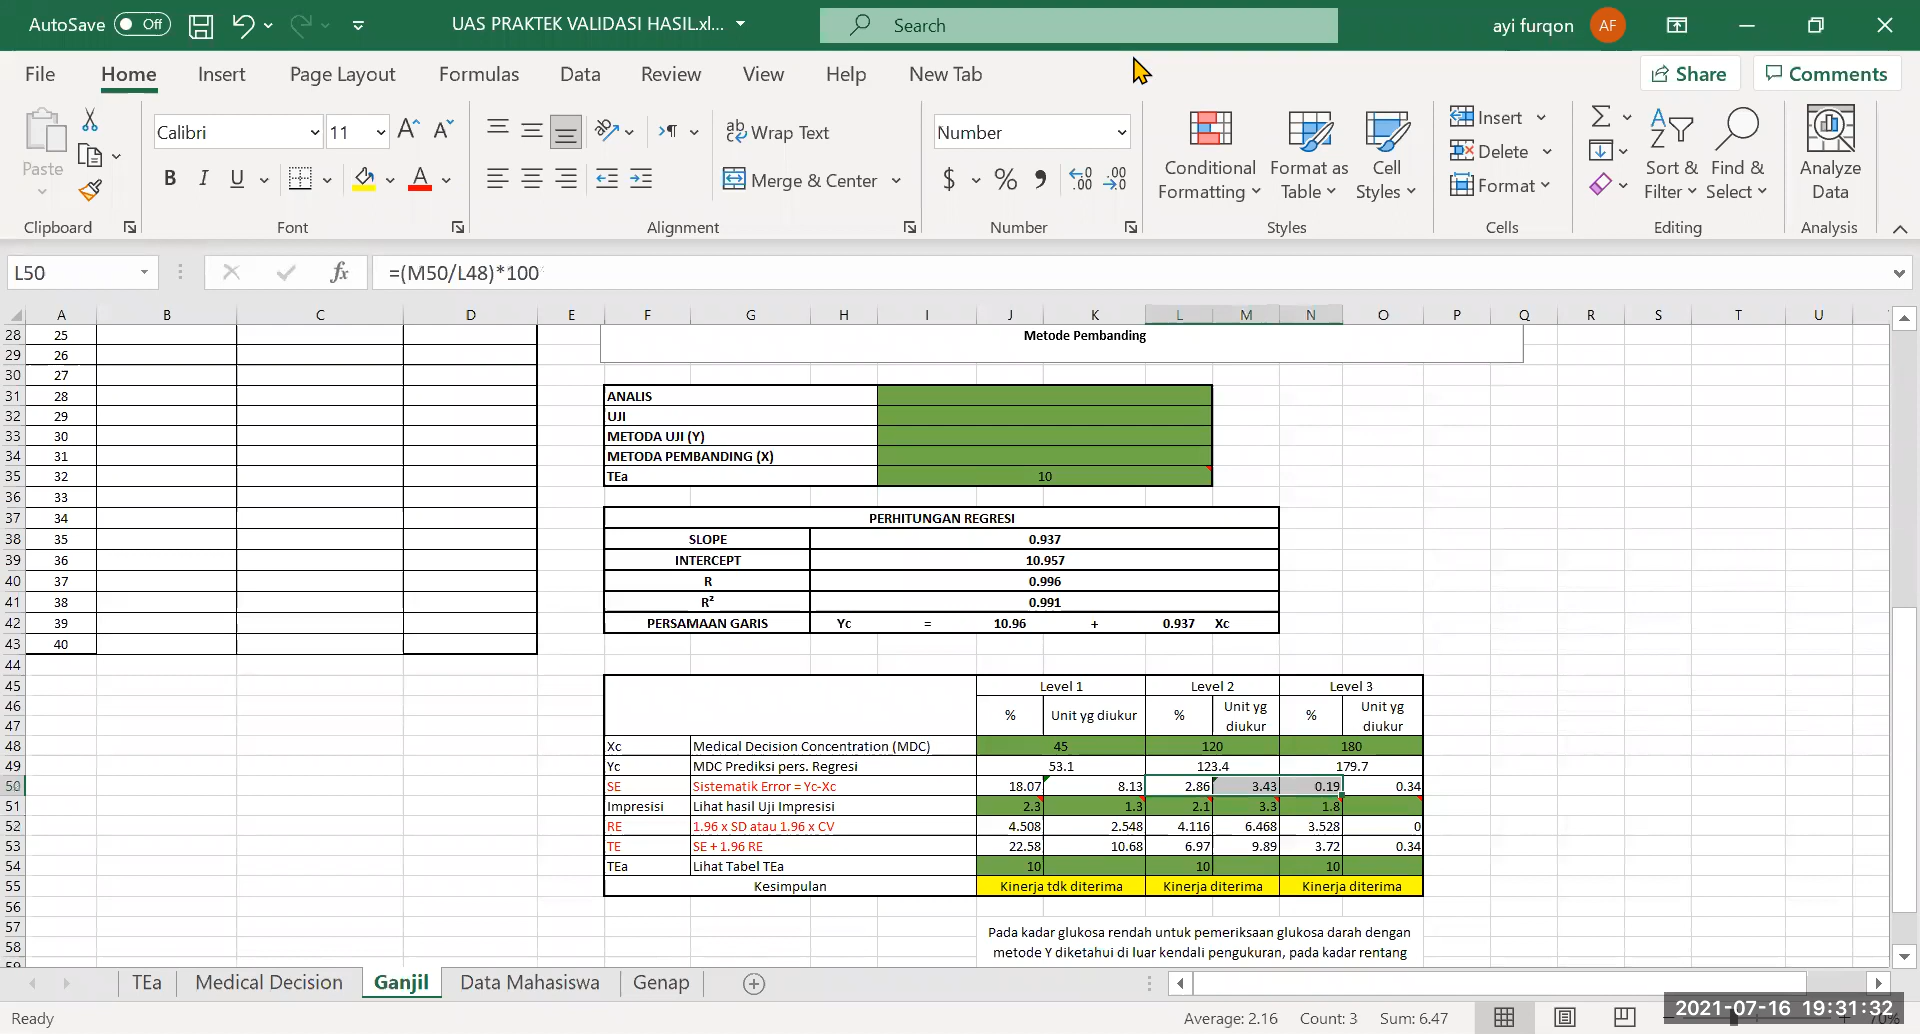 AutoSave Off UAS PRAKTEK VALIDASI HASIL.xl... Search ayi furqon AF
File Home Insert Page Layout Formulas Data Review View Help New Tab Share Comments
Calibri 11 Wrap Text Number Insert
Paste Conditional Format as Cell Delete Sort & Find & Analyze
B I U Merge & Center $ % Formatting Table Styles Format Filter Select Data
Clipboard Font Alignment Number Styles Cells Editing Analysis
L50 fx =(M50/L48)*100
A B C D E F G H I J K L M N O P Q R S T U
28 25 Metode Pembanding
29 26
30 27
31 28 ANALIS
32 29 UJI
33 30 METODA UJI (Y)
34 31 METODA PEMBANDING (X)
35 32 TEa 10
36 33
37 34 PERHITUNGAN REGRESI
38 35 SLOPE 0.937
39 36 INTERCEPT 10.957
40 37 R 0.996
41 38 R² 0.991
42 39 PERSAMAAN GARIS Yc = 10.96 + 0.937 Xc
43 40
44
45 Level 1 Level 2 Level 3
46 % Unit yg diukur % Unit yg diukur % Unit yg diukur
47
48 Xc Medical Decision Concentration (MDC) 45 120 180
49 Yc MDC Prediksi pers. Regresi 53.1 123.4 179.7
50 SE Sistematik Error = Yc-Xc 18.07 8.13 2.86 3.43 0.19 0.34
51 Impresisi Lihat hasil Uji Impresisi 2.3 1.3 2.1 3.3 1.8
52 RE 1.96 x SD atau 1.96 x CV 4.508 2.548 4.116 6.468 3.528 0
53 TE SE + 1.96 RE 22.58 10.68 6.97 9.89 3.72 0.34
54 TEa Lihat Tabel TEa 10 10 10
55 Kesimpulan Kinerja tdk diterima Kinerja diterima Kinerja diterima
56
57 Pada kadar glukosa rendah untuk pemeriksaan glukosa darah dengan
58 metode Y diketahui di luar kendali pengukuran, pada kadar rentang
59
TEa Medical Decision Ganjil Data Mahasiswa Genap
Ready Average: 2.16 Count: 3 Sum: 6.47 70%
2021-07-16 19:31:32